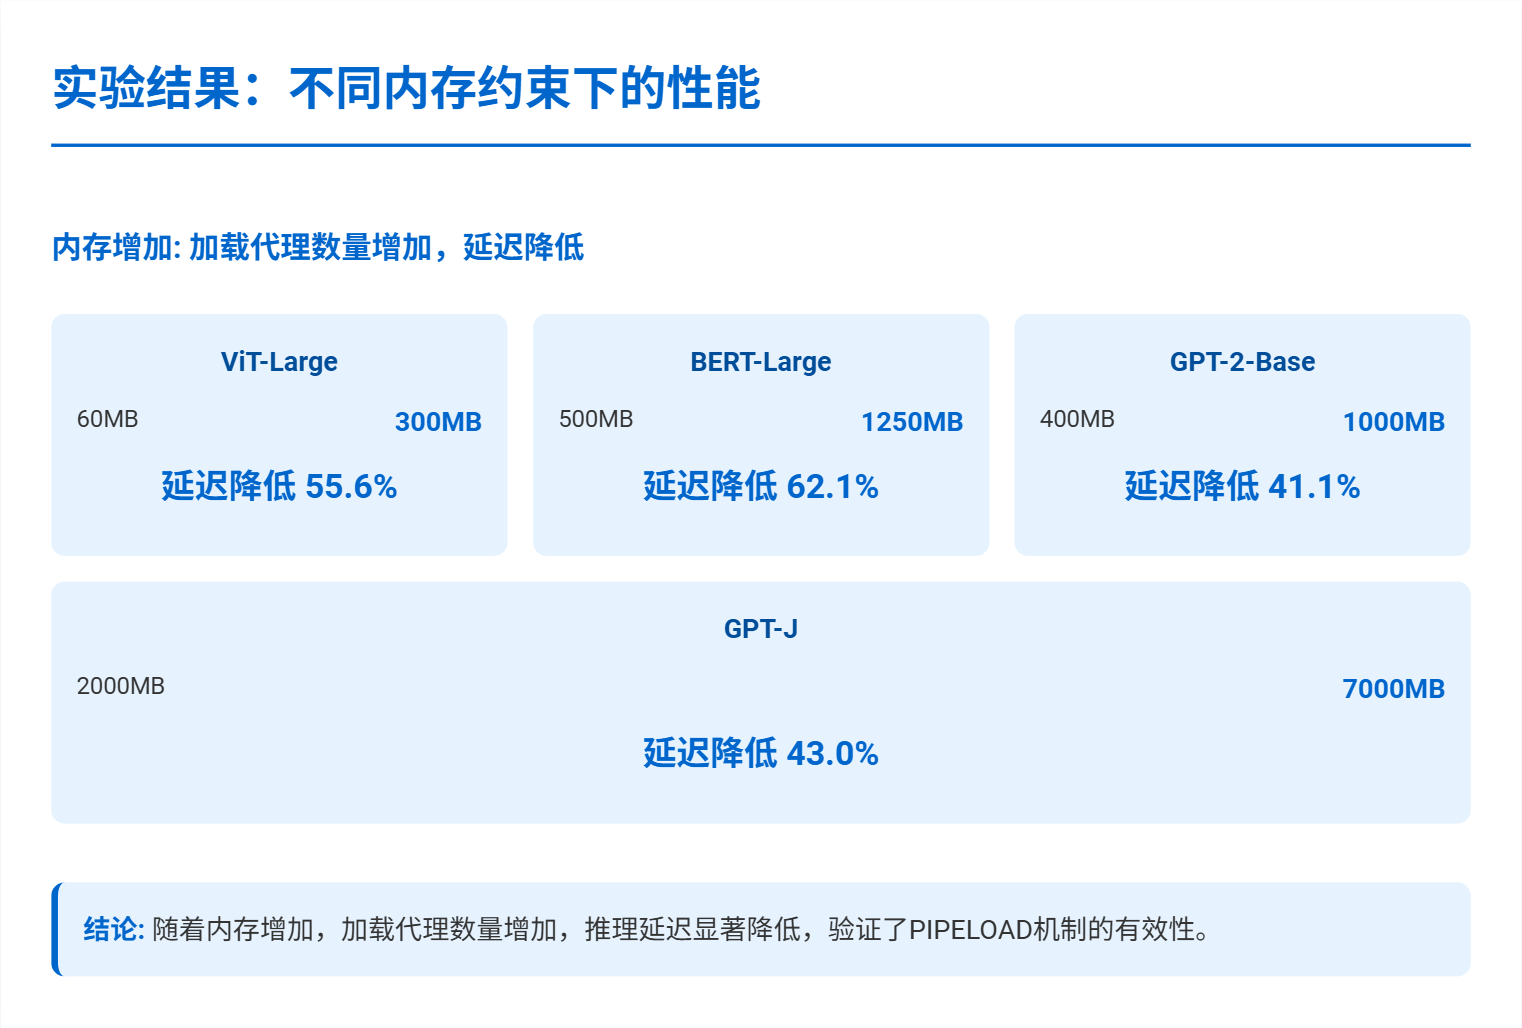 实验结果：不同内存约束下的性能
内存增加: 加载代理数量增加，延迟降低
ViT-Large
60MB 300MB
延迟降低 55.6%
BERT-Large
500MB 1250MB
延迟降低 62.1%
GPT-2-Base
400MB 1000MB
延迟降低 41.1%
GPT-J
2000MB 7000MB
延迟降低 43.0%
结论: 随着内存增加，加载代理数量增加，推理延迟显著降低，验证了PIPELOAD机制的有效性。